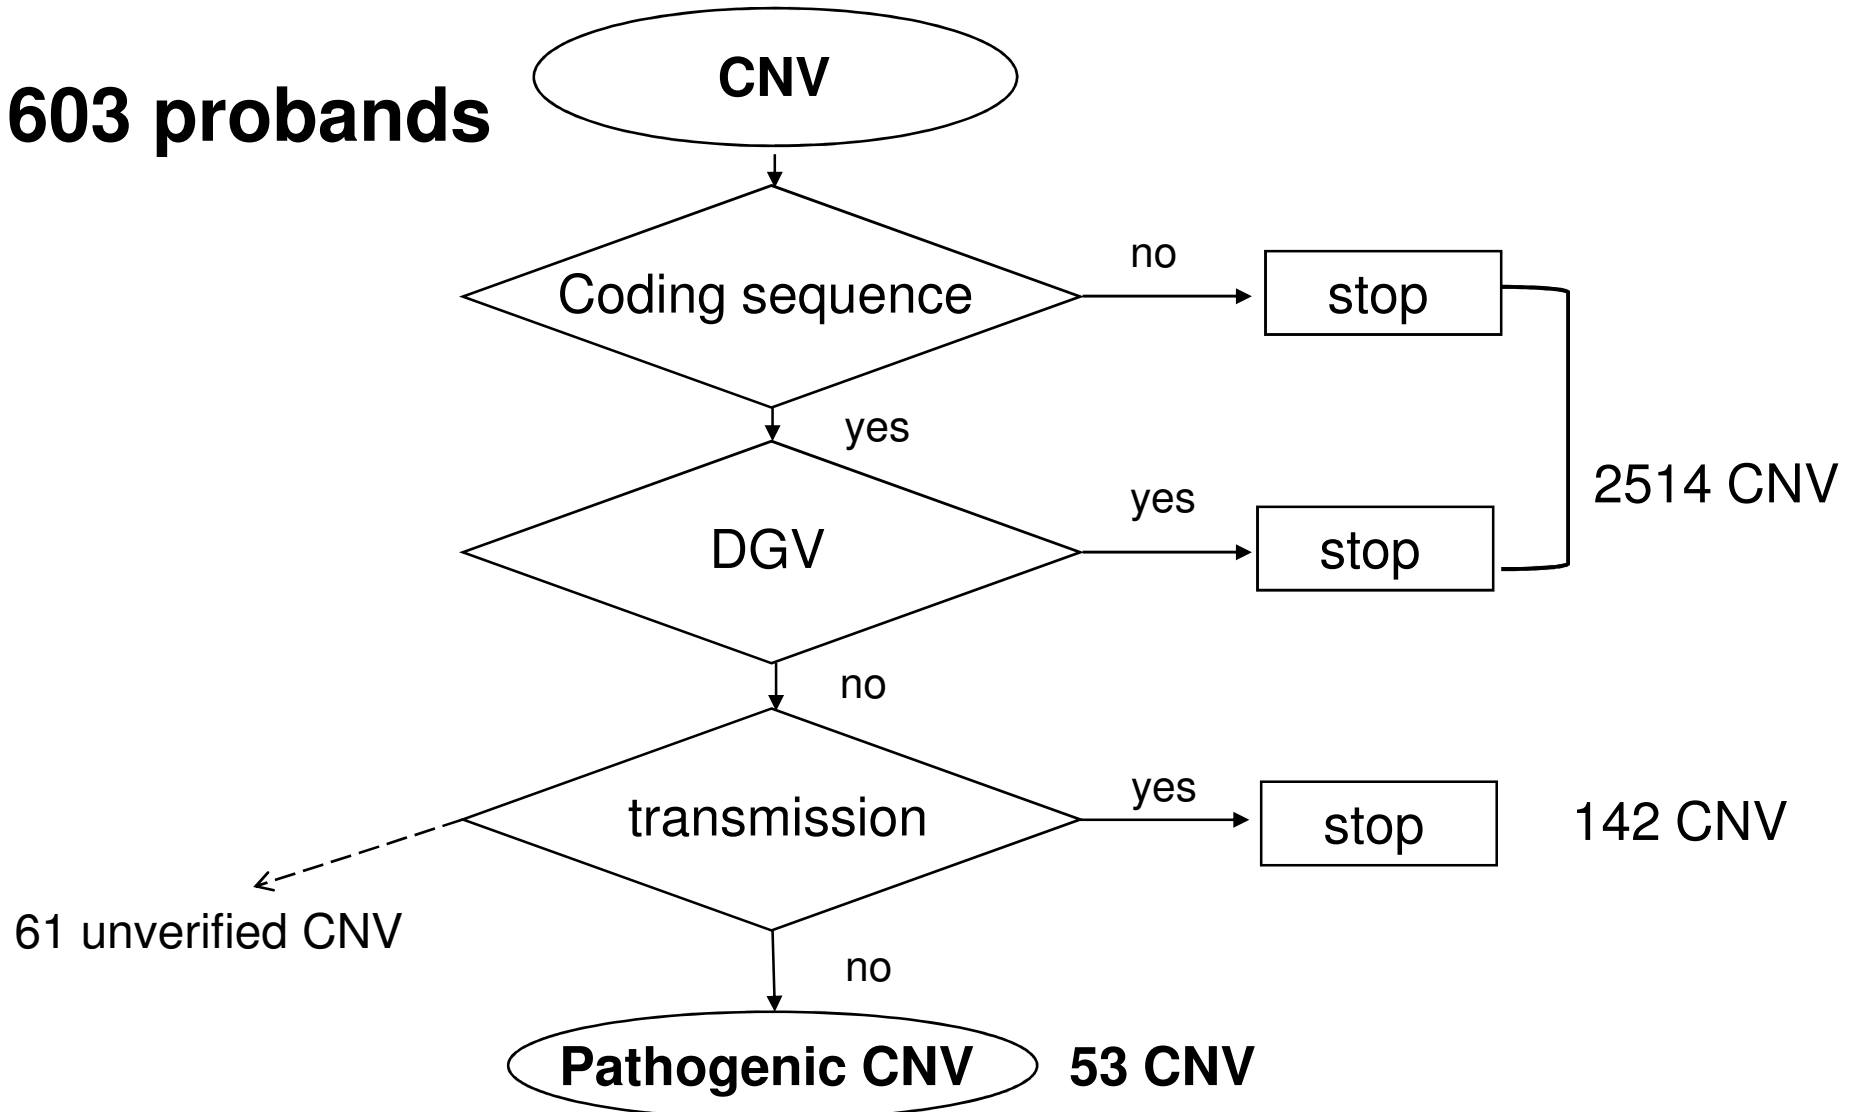 CNV
603 probands
no
Coding sequence
stop
yes
2514 CNV
yes
DGV
stop
no
yes
transmission
stop
142 CNV
61 unverified CNV
no
Pathogenic CNV
53 CNV